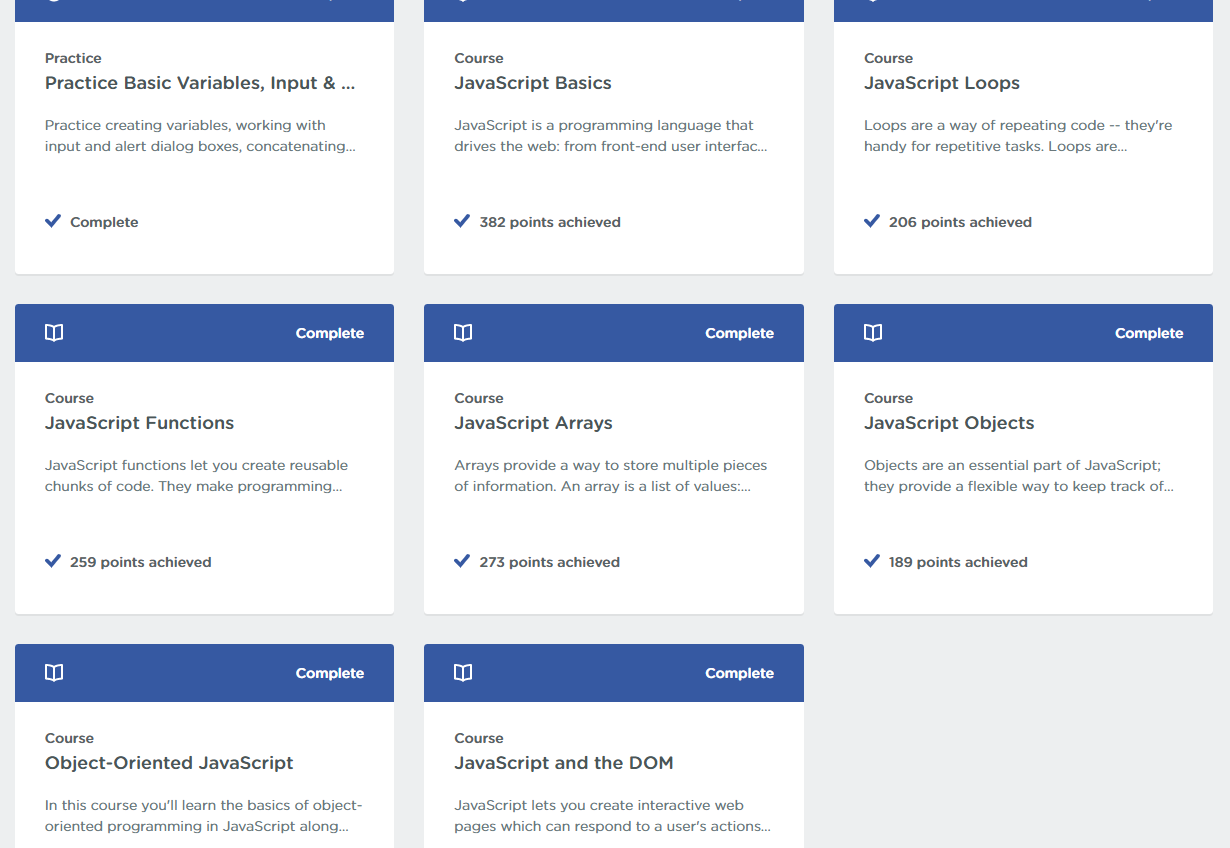 Practice
Practice Basic Variables, Input & ...
Practice creating variables, working with
input and alert dialog boxes, concatenating...
Complete
Course
JavaScript Basics
JavaScript is a programming language that
drives the web: from front-end user interfac...
382 points achieved
Course
JavaScript Loops
Loops are a way of repeating code -- they're
handy for repetitive tasks. Loops are...
206 points achieved
Complete
Course
JavaScript Functions
JavaScript functions let you create reusable
chunks of code. They make programming...
259 points achieved
Complete
Course
JavaScript Arrays
Arrays provide a way to store multiple pieces
of information. An array is a list of values:...
273 points achieved
Complete
Course
JavaScript Objects
Objects are an essential part of JavaScript;
they provide a flexible way to keep track of...
189 points achieved
Complete
Course
Object-Oriented JavaScript
In this course you'll learn the basics of object-
oriented programming in JavaScript along...
Complete
Course
JavaScript and the DOM
JavaScript lets you create interactive web
pages which can respond to a user's actions...